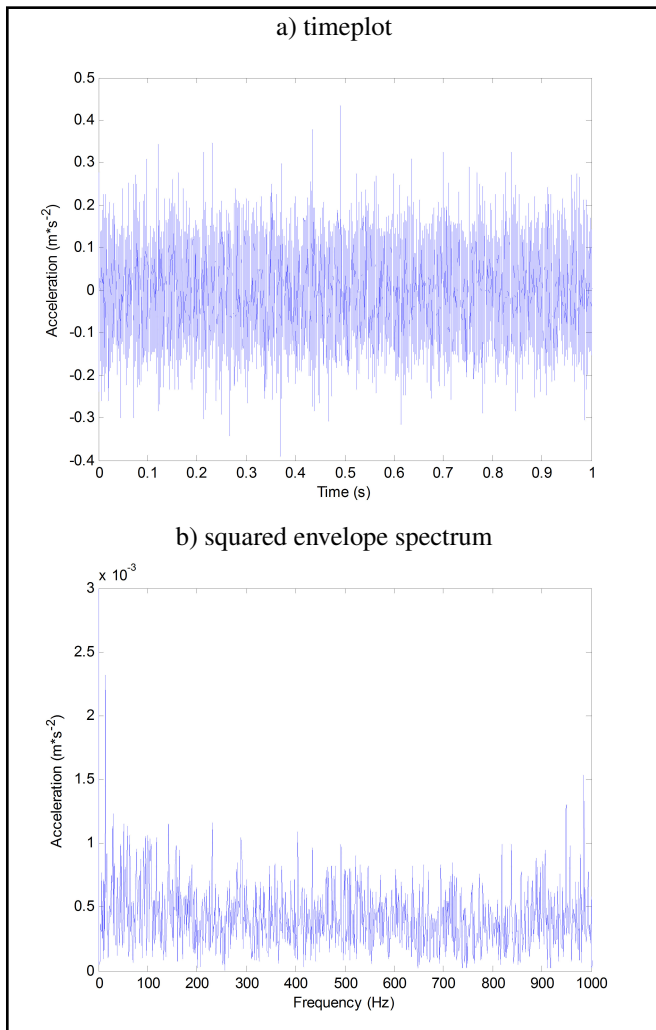 a) timeplot
0.5
0.4
0.3
0.2
0.1
0
-0.1
-0.2
-0.3
-0.4
Acceleration (m*s-2)
0 0.1 0.2 0.3 0.4 0.5 0.6 0.7 0.8 0.9 1
Time (s)
b) squared envelope spectrum
x 10-3
3
2.5
2
1.5
1
0.5
0
Acceleration (m*s-2)
0 100 200 300 400 500 600 700 800 900 1000
Frequency (Hz)